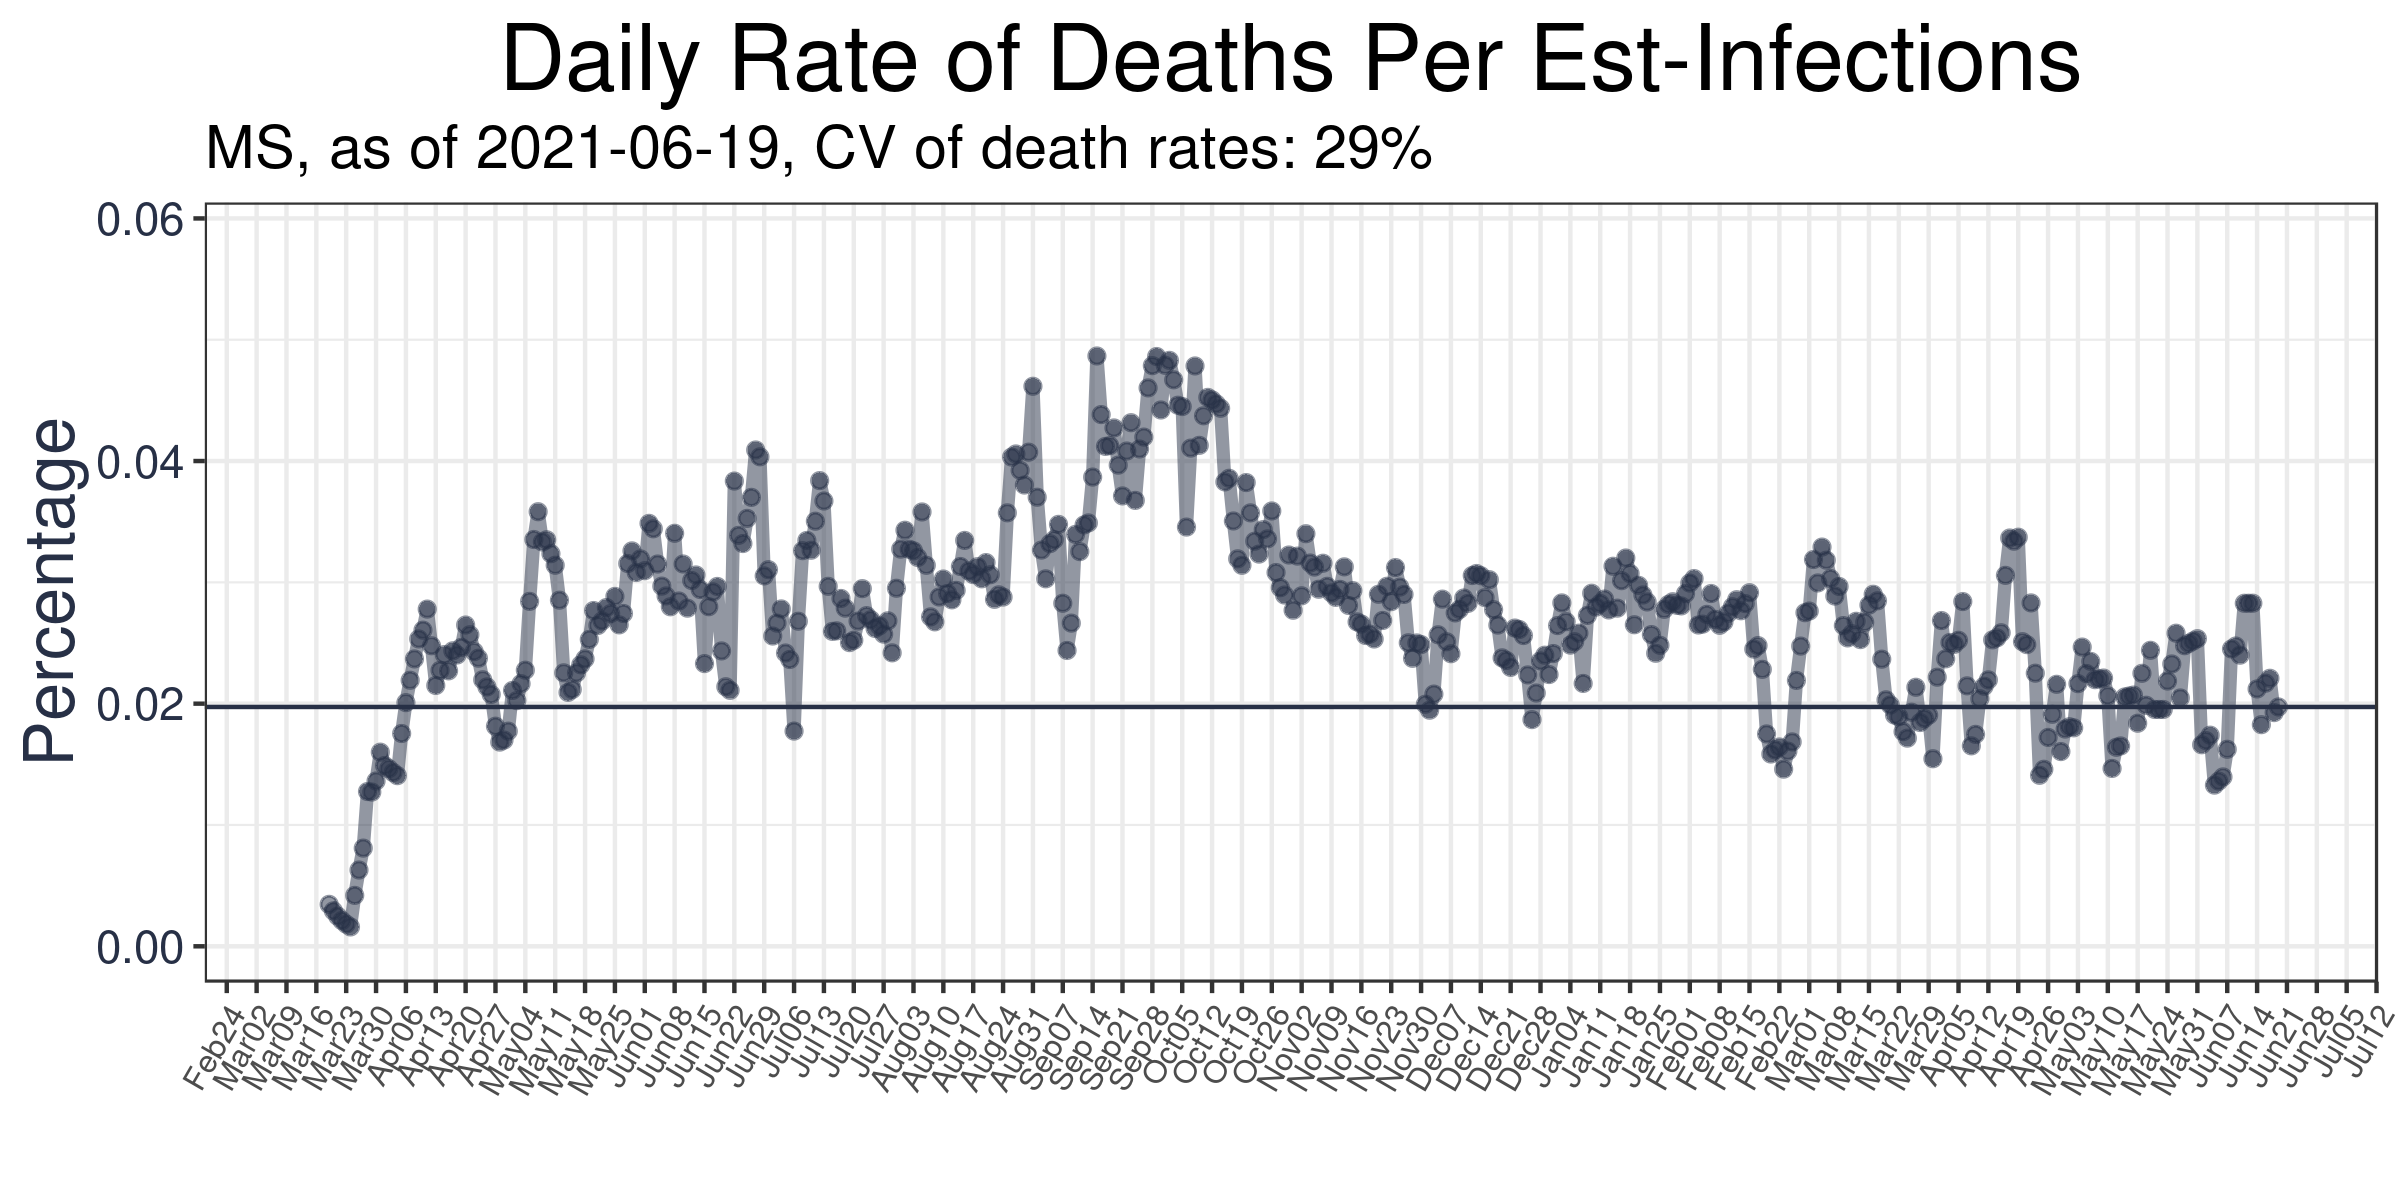 Daily Rate of Deaths Per Est-Infections
MS, as of 2021-06-19, CV of death rates: 29%
Percentage
0.06
0.04
0.02
0.00
Feb24
Mar02
Mar09
Mar16
Mar23
Mar30
Apr06
Apr13
Apr20
Apr27
May04
May11
May18
May25
Jun01
Jun08
Jun15
Jun22
Jun29
Jul06
Jul13
Jul20
Jul27
Aug03
Aug10
Aug17
Aug24
Aug31
Sep07
Sep14
Sep21
Sep28
Oct05
Oct12
Oct19
Oct26
Nov02
Nov09
Nov16
Nov23
Nov30
Dec07
Dec14
Dec21
Dec28
Jan04
Jan11
Jan18
Jan25
Feb01
Feb08
Feb15
Feb22
Mar01
Mar08
Mar15
Mar22
Mar29
Apr05
Apr12
Apr19
Apr26
May03
May10
May17
May24
May31
Jun07
Jun14
Jun21
Jun28
Jul05
Jul12